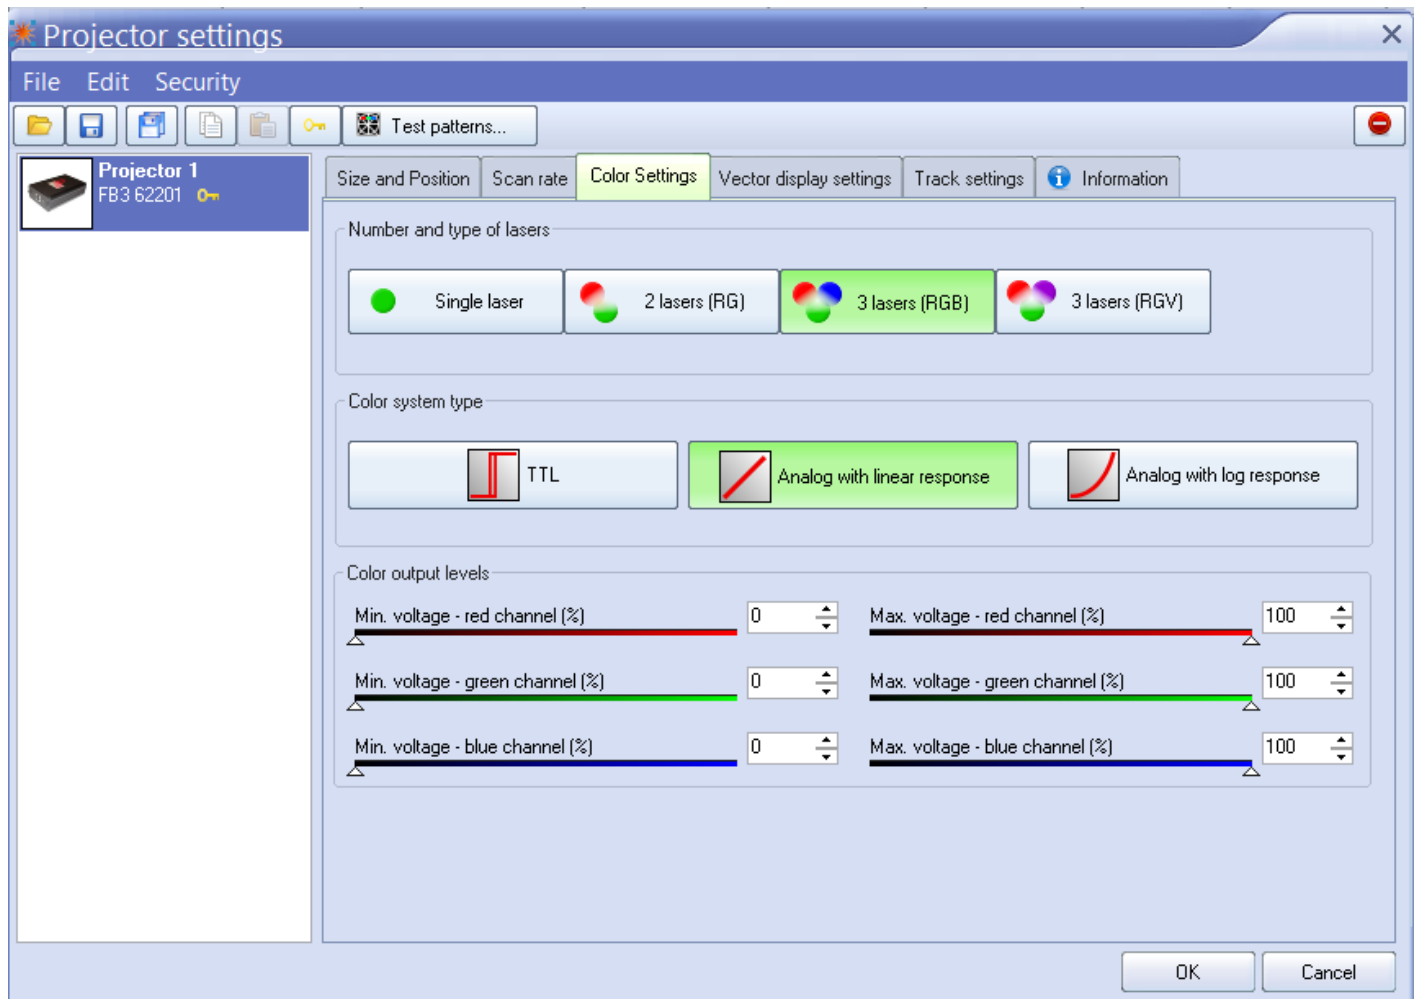 Projector settings
File Edit Security
Test patterns...
Projector 1
FB3 62201
Size and Position Scan rate Color Settings Vector display settings Track settings Information
Number and type of lasers
Single laser 2 lasers (RG) 3 lasers (RGB) 3 lasers (RGV)
Color system type
TTL Analog with linear response Analog with log response
Color output levels
Min. voltage - red channel (%) 0 Max. voltage - red channel (%) 100
Min. voltage - green channel (%) 0 Max. voltage - green channel (%) 100
Min. voltage - blue channel (%) 0 Max. voltage - blue channel (%) 100
OK Cancel